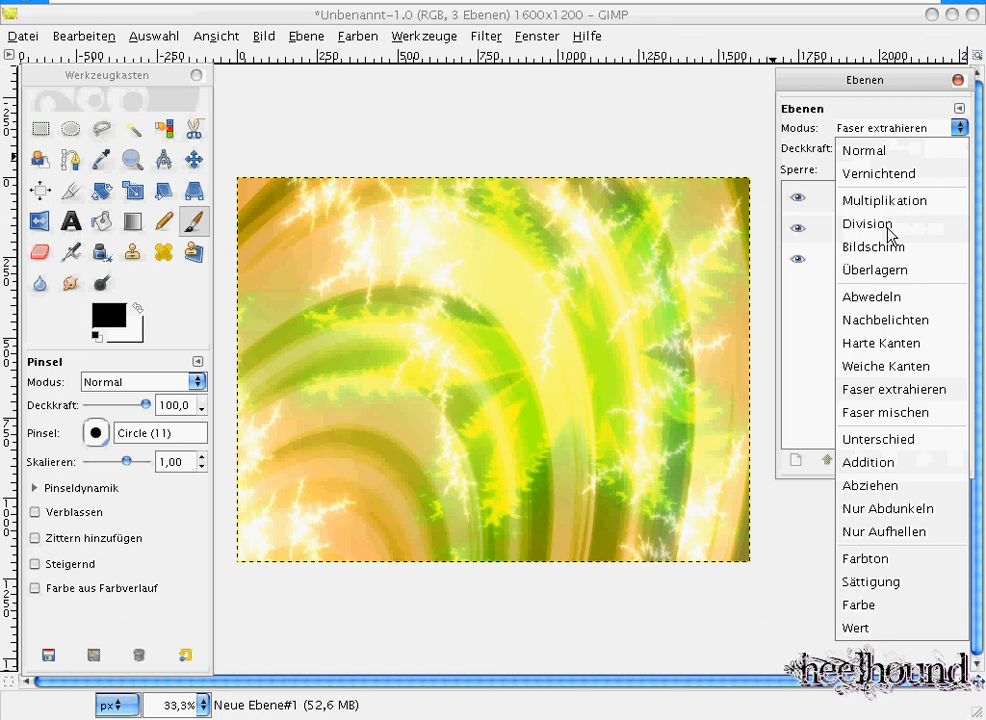 *Unbenannt-1.0 (RGB, 3 Ebenen) 1600x1200 – GIMP
Datei Bearbeiten Auswahl Ansicht Bild Ebene Farben Werkzeuge Filter Fenster Hilfe
0 -500 -250 0 250 500 750 1000 1250 1500 1750 2000
Werkzeugkasten
Pinsel
Modus: Normal
Deckkraft: 100,0
Pinsel: Circle (11)
Skalieren: 1,00
Pinseldynamik
Verblassen
Zittern hinzufügen
Steigernd
Farbe aus Farbverlauf
Ebenen
Ebenen
Modus: Faser extrahieren
Deckkraft:
Sperre:
Normal
Vernichtend
Multiplikation
Division
Bildschirm
Überlagern
Abwedeln
Nachbelichten
Harte Kanten
Weiche Kanten
Faser extrahieren
Faser mischen
Unterschied
Addition
Abziehen
Nur Abdunkeln
Nur Aufhellen
Farbton
Sättigung
Farbe
Wert
heelhound
px 33,3% Neue Ebene#1 (52,6 MB)